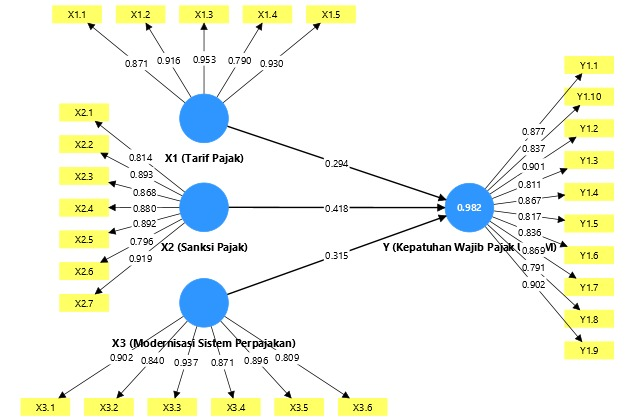 X1.1 X1.2 X1.3 X1.4 X1.5
0.871 0.916 0.953 0.790 0.930
X1 (Tarif Pajak)
X2.1
X2.2
X2.3
X2.4
X2.5
X2.6
X2.7
0.814
0.893
0.868
0.880
0.892
0.796
0.919
X2 (Sanksi Pajak)
X3 (Modernisasi Sistem Perpajakan)
0.902 0.840 0.937 0.871 0.896 0.809
X3.1 X3.2 X3.3 X3.4 X3.5 X3.6
0.294
0.418
0.315
0.982
Y (Kepatuhan Wajib Pajak
0.877
0.837
0.901
0.811
0.867
0.817
0.836
0.869
0.791
0.902
Y1.1
Y1.10
Y1.2
Y1.3
Y1.4
Y1.5
Y1.6
Y1.7
Y1.8
Y1.9